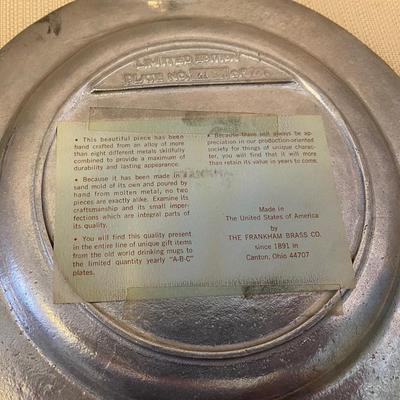 LIMITED EDITION
PLATE NO.
• This beautiful piece has been
hand crafted from an alloy of more
than eight different metals skillfully
combined to provide a maximum of
durability and lasting appearance.
• Because it has been made in a
sand mold of its own and poured by
hand from molten metal, no two
pieces are exactly alike. Examine its
craftsmanship and its small imper-
fections which are integral parts of
its quality.
• You will find this quality present
in the entire line of unique gift items
from the old world drinking mugs to
the limited quantity yearly "A-B-C"
plates.
• Because there will always be ap-
preciation in our production-oriented
society for things of unique charac-
ter, you will find that it will more
than retain its value in years to come.
Made in
The United States of America
by
THE FRANKHAM BRASS CO.
since 1891 in
Canton, Ohio 44707